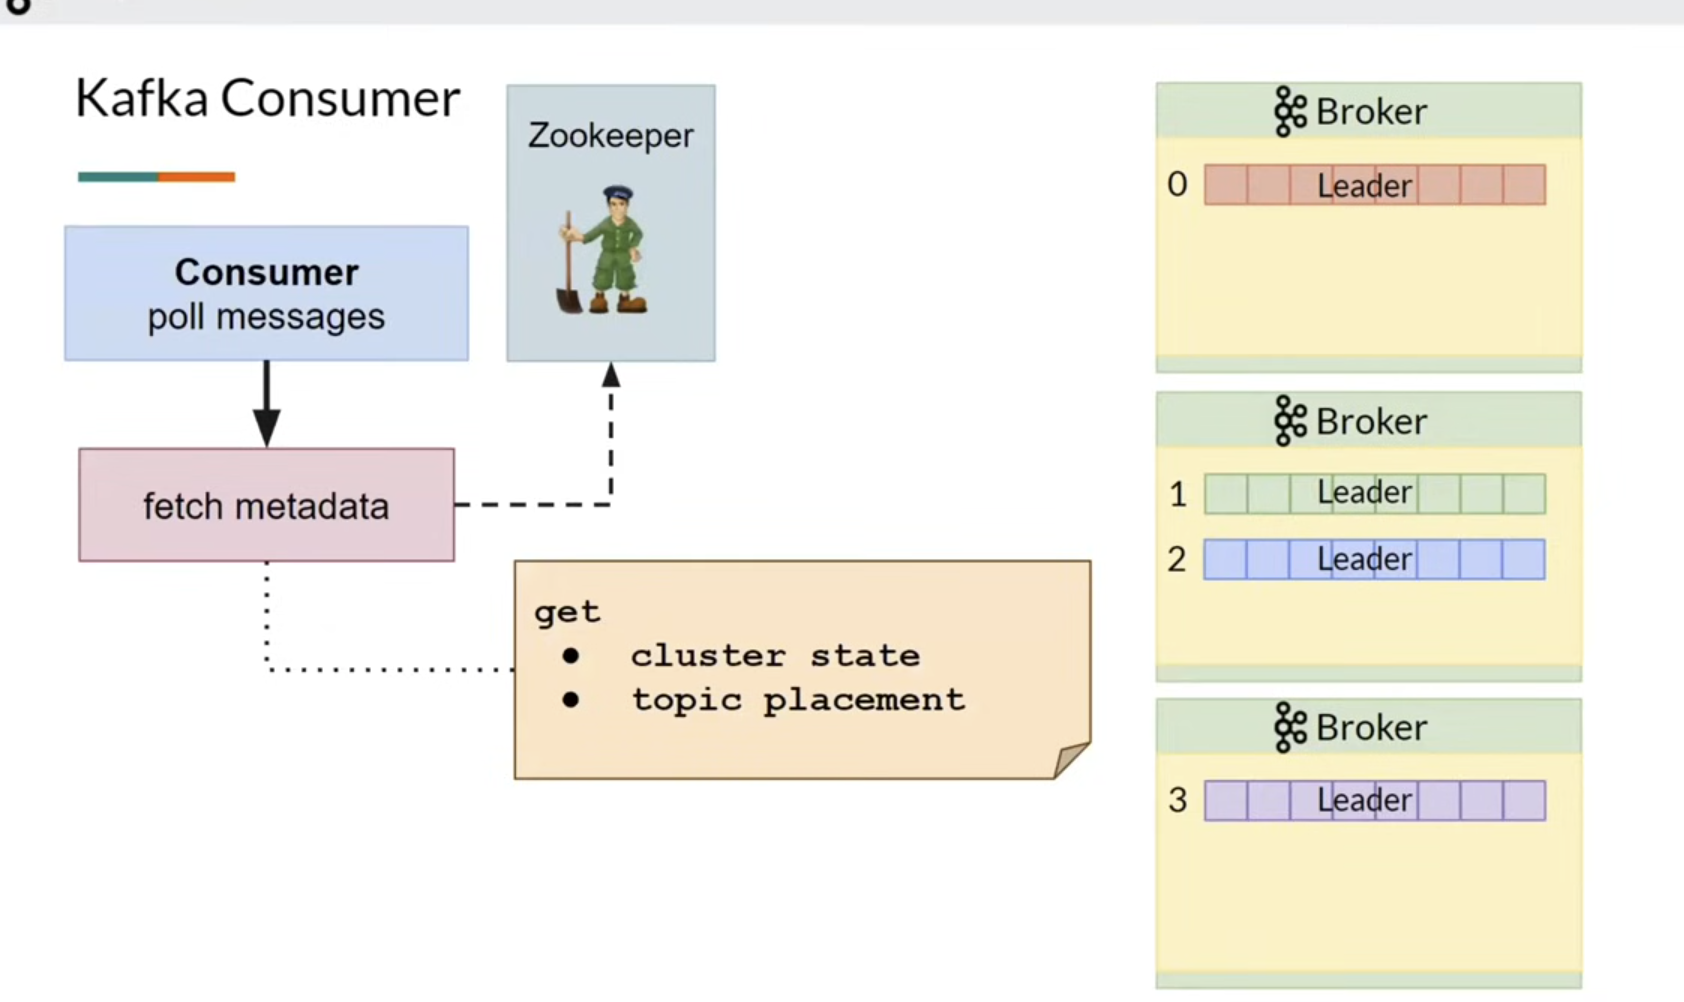 Kafka Consumer
Zookeeper
Consumer
poll messages
fetch metadata
get
● cluster state
● topic placement
Broker
0 Leader
Broker
1 Leader
2 Leader
Broker
3 Leader